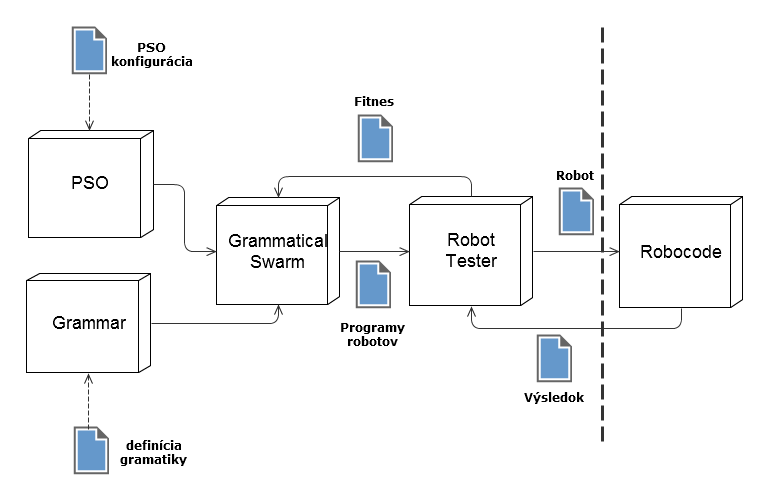 PSO
konfigurácia
Fitnes
PSO
Robot
Grammatical
Swarm
Robot
Tester
Robocode
Grammar
Programy
robotov
Výsledok
definícia
gramatiky